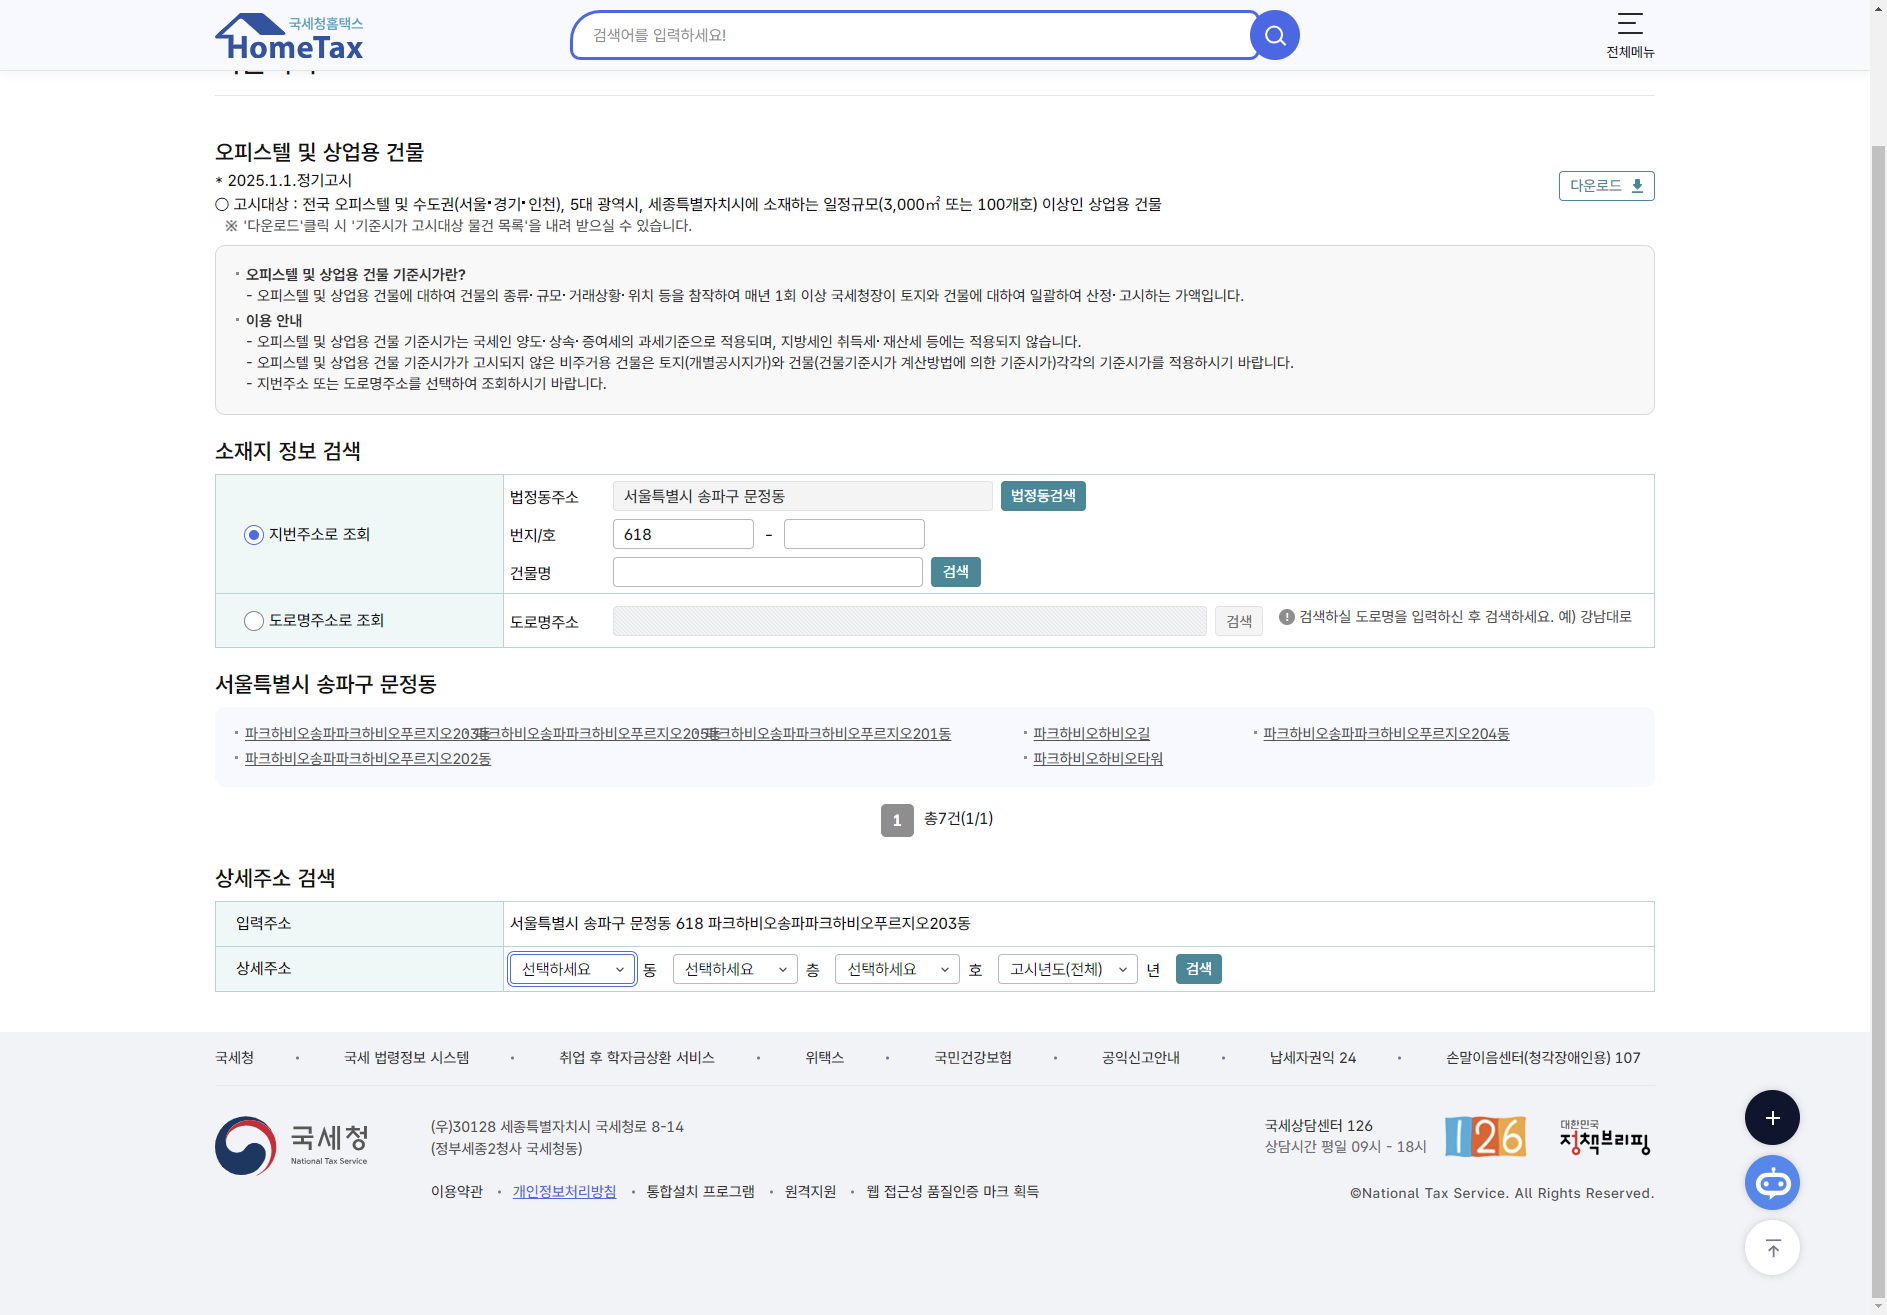 국세청홈택스
HomeTax
검색어를 입력하세요!
전체메뉴
오피스텔 및 상업용 건물
* 2025.1.1.정기고시
다운로드
○ 고시대상 : 전국 오피스텔 및 수도권(서울·경기·인천), 5대 광역시, 세종특별자치시에 소재하는 일정규모(3,000㎡ 또는 100개호) 이상인 상업용 건물
※ '다운로드'클릭 시 '기준시가 고시대상 물건 목록'을 내려 받으실 수 있습니다.
· 오피스텔 및 상업용 건물 기준시가란?
- 오피스텔 및 상업용 건물에 대하여 건물의 종류· 규모· 거래상황· 위치 등을 참작하여 매년 1회 이상 국세청장이 토지와 건물에 대하여 일괄하여 산정· 고시하는 가액입니다.
· 이용 안내
- 오피스텔 및 상업용 건물 기준시가는 국세인 양도· 상속· 증여세의 과세기준으로 적용되며, 지방세인 취득세· 재산세 등에는 적용되지 않습니다.
- 오피스텔 및 상업용 건물 기준시가가 고시되지 않은 비주거용 건물은 토지(개별공시지가)와 건물(건물기준시가 계산방법에 의한 기준시가)각각의 기준시가를 적용하시기 바랍니다.
- 지번주소 또는 도로명주소를 선택하여 조회하시기 바랍니다.
소재지 정보 검색
지번주소로 조회
법정동주소 서울특별시 송파구 문정동 법정동검색
번지/호 618 -
건물명 검색
도로명주소로 조회 도로명주소 검색 검색하실 도로명을 입력하신 후 검색하세요. 예) 강남대로
서울특별시 송파구 문정동
· 파크하비오송파파크하비오푸르지오203동 파크하비오송파파크하비오푸르지오205동 파크하비오송파파크하비오푸르지오201동 · 파크하비오하비오길 · 파크하비오송파파크하비오푸르지오204동
· 파크하비오송파파크하비오푸르지오202동 · 파크하비오하비오타워
1 총7건(1/1)
상세주소 검색
입력주소 서울특별시 송파구 문정동 618 파크하비오송파파크하비오푸르지오203동
상세주소 선택하세요 동 선택하세요 층 선택하세요 호 고시년도(전체) 년 검색
국세청 · 국세 법령정보 시스템 · 취업 후 학자금상환 서비스 · 위택스 · 국민건강보험 · 공익신고안내 · 납세자권익 24 · 손말이음센터(청각장애인용) 107
국세청
National Tax Service
(우)30128 세종특별자치시 국세청로 8-14
(정부세종2청사 국세청동)
국세상담센터 126
상담시간 평일 09시 - 18시
126
대한민국
정책브리핑
이용약관 · 개인정보처리방침 · 통합설치 프로그램 · 원격지원 · 웹 접근성 품질인증 마크 획득
©National Tax Service. All Rights Reserved.